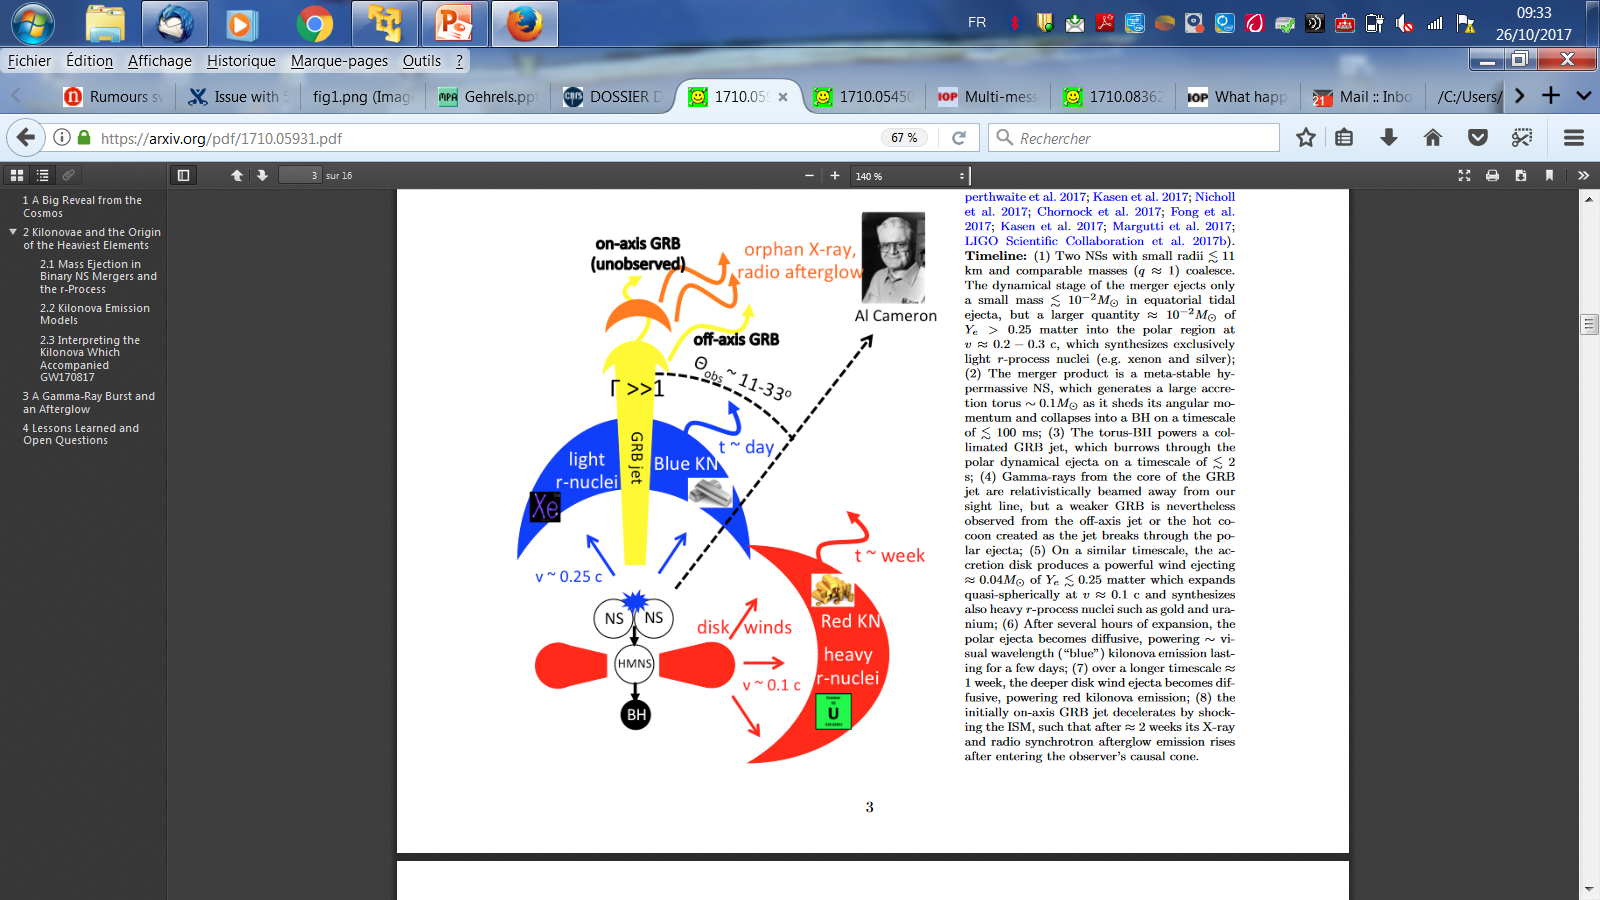 FR
09:33
26/10/2017
Fichier Édition Affichage Historique Marque-pages Outils ?
Rumours sv
Issue with S
fig1.png (Imag
Gehrels.ppt
DOSSIER D
1710.059
1710.05450
Multi-mess
1710.08362
What happ
Mail :: Inbo
/C:/Users/
https://arxiv.org/pdf/1710.05931.pdf
67 %
Rechercher
3 sur 16
140 %
1 A Big Reveal from the
Cosmos
2 Kilonovae and the Origin
of the Heaviest Elements
2.1 Mass Ejection in
Binary NS Mergers and
the r-Process
2.2 Kilonova Emission
Models
2.3 Interpreting the
Kilonova Which
Accompanied
GW170817
3 A Gamma-Ray Burst and
an Afterglow
4 Lessons Learned and
Open Questions
on-axis GRB
(unobserved)
orphan X-ray,
radio afterglow
Al Cameron
off-axis GRB
Θobs ~ 11-33º
Γ >>1
GRB jet
t ~ day
light
r-nuclei
Blue KN
Xe
v ~ 0.25 c
t ~ week
NS NS
disk winds
Red KN
HMNS
heavy
r-nuclei
v ~ 0.1 c
BH
U
perthwaite et al. 2017; Kasen et al. 2017; Nicholl
et al. 2017; Chornock et al. 2017; Fong et al.
2017; Kasen et al. 2017; Margutti et al. 2017;
LIGO Scientific Collaboration et al. 2017b).
Timeline: (1) Two NSs with small radii ≲ 11
km and comparable masses (q ≈ 1) coalesce.
The dynamical stage of the merger ejects only
a small mass ≲ 10⁻²M⊙ in equatorial tidal
ejecta, but a larger quantity ≈ 10⁻²M⊙ of
Ye > 0.25 matter into the polar region at
v ≈ 0.2 − 0.3 c, which synthesizes exclusively
light r-process nuclei (e.g. xenon and silver);
(2) The merger product is a meta-stable hy-
permassive NS, which generates a large accre-
tion torus ∼ 0.1M⊙ as it sheds its angular mo-
mentum and collapses into a BH on a timescale
of ≲ 100 ms; (3) The torus-BH powers a col-
limated GRB jet, which burrows through the
polar dynamical ejecta on a timescale of ≲ 2
s; (4) Gamma-rays from the core of the GRB
jet are relativistically beamed away from our
sight line, but a weaker GRB is nevertheless
observed from the off-axis jet or the hot co-
coon created as the jet breaks through the po-
lar ejecta; (5) On a similar timescale, the ac-
cretion disk produces a powerful wind ejecting
≈ 0.04M⊙ of Ye ≲ 0.25 matter which expands
quasi-spherically at v ≈ 0.1 c and synthesizes
also heavy r-process nuclei such as gold and ura-
nium; (6) After several hours of expansion, the
polar ejecta becomes diffusive, powering ∼ vi-
sual wavelength ("blue") kilonova emission last-
ing for a few days; (7) over a longer timescale ≈
1 week, the deeper disk wind ejecta becomes dif-
fusive, powering red kilonova emission; (8) the
initially on-axis GRB jet decelerates by shock-
ing the ISM, such that after ≈ 2 weeks its X-ray
and radio synchrotron afterglow emission rises
after entering the observer's causal cone.
3